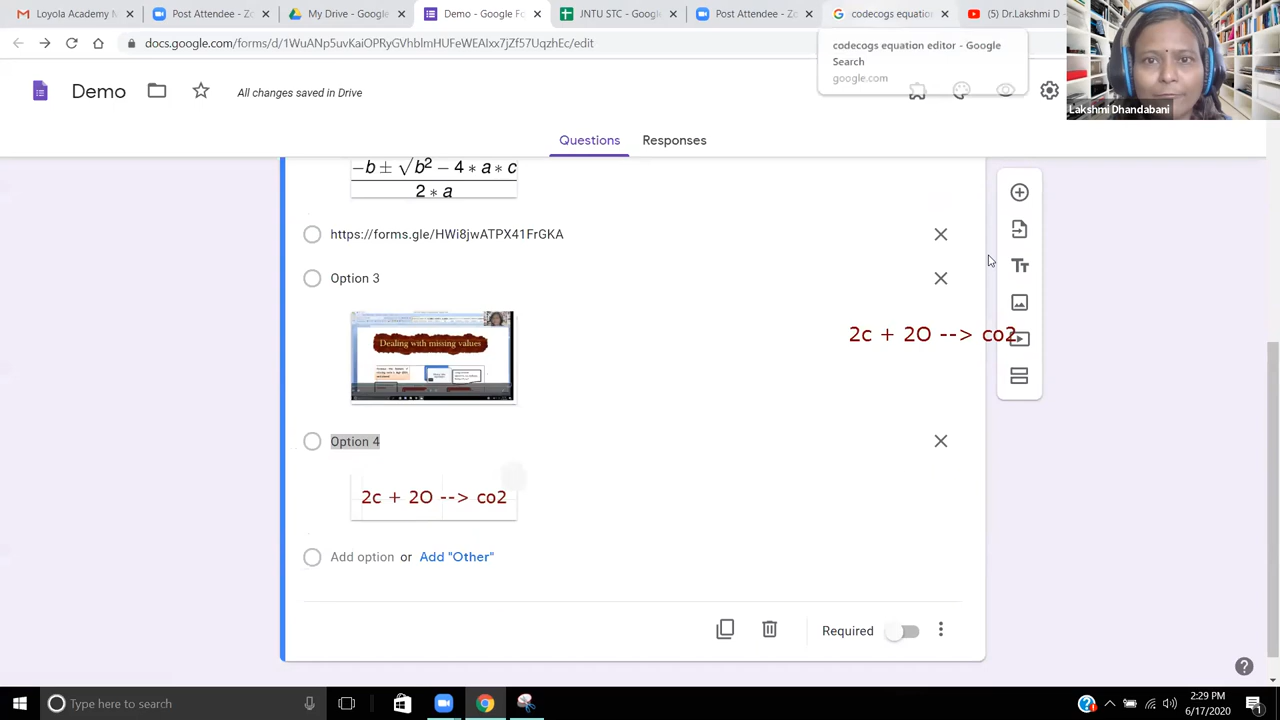 Loyola Academy M
Post Attendee - Zo
My Drive - Google
Demo - Google Fo
JNTU STC - Google
Post Attendee - Zo
codecogs equation
(5) Dr.Lakshmi D
docs.google.com/forms/d/1WuANp5uvKaiOPRyGVhbImHUFeWEAIxx7jZf57UqzhEc/edit
codecogs equation editor - Google
Search
google.com
Demo
All changes saved in Drive
Lakshmi Dhandabani
Questions
Responses
−b ± √b² − 4 ∗ a ∗ c
2 ∗ a
https://forms.gle/HWi8jwATPX41FrGKA
Option 3
Dealing with missing values
2c + 2O --> co2
Option 4
2c + 2O --> co2
Add option or Add "Other"
Required
Type here to search
2:29 PM
6/17/2020